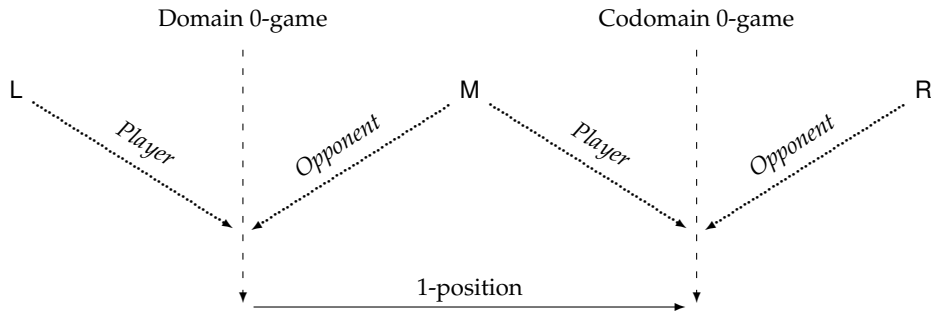 Domain 0-game Codomain 0-game
L M R
Player Opponent Player Opponent
1-position